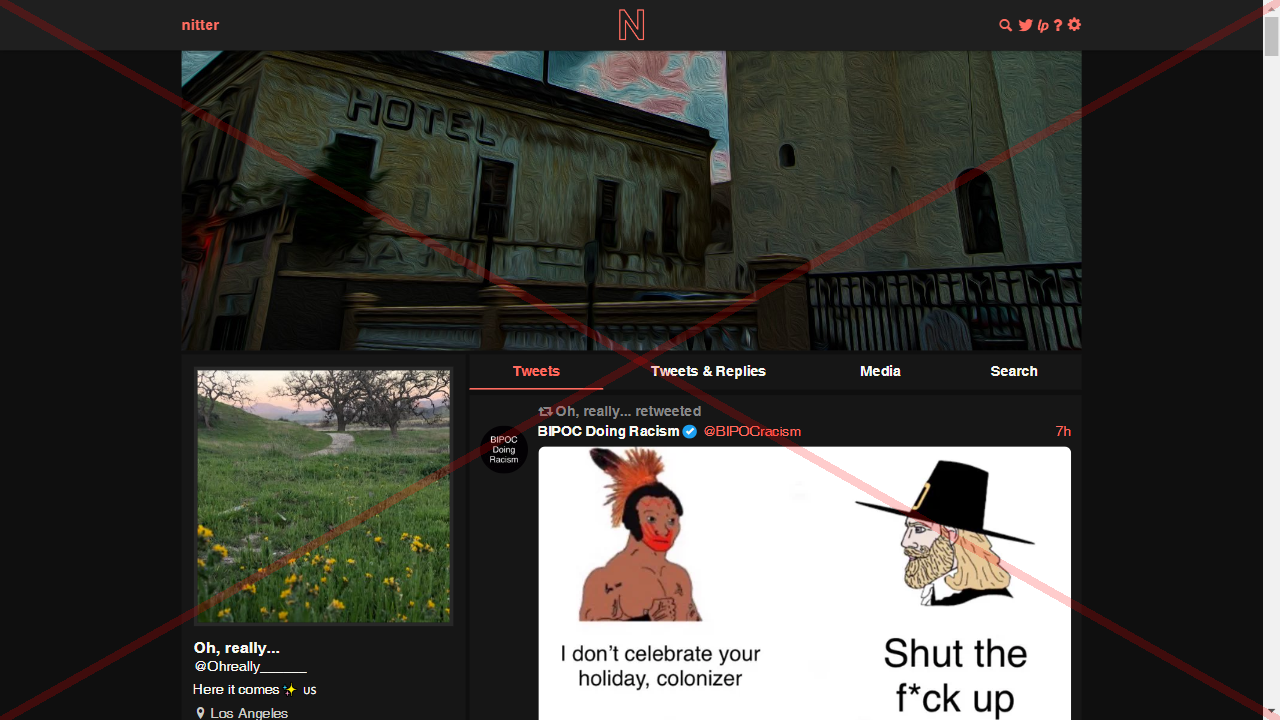 nitter
N
lp ?
HOTEL
Tweets
Tweets & Replies
Media
Search
Oh, really... retweeted
BIPOC Doing Racism @BIPOCracism
7h
BIPOC
Doing
Racism
I don't celebrate your
holiday, colonizer
Shut the
f*ck up
Oh, really...
@Ohreally______
Here it comes ✨ us
Los Angeles